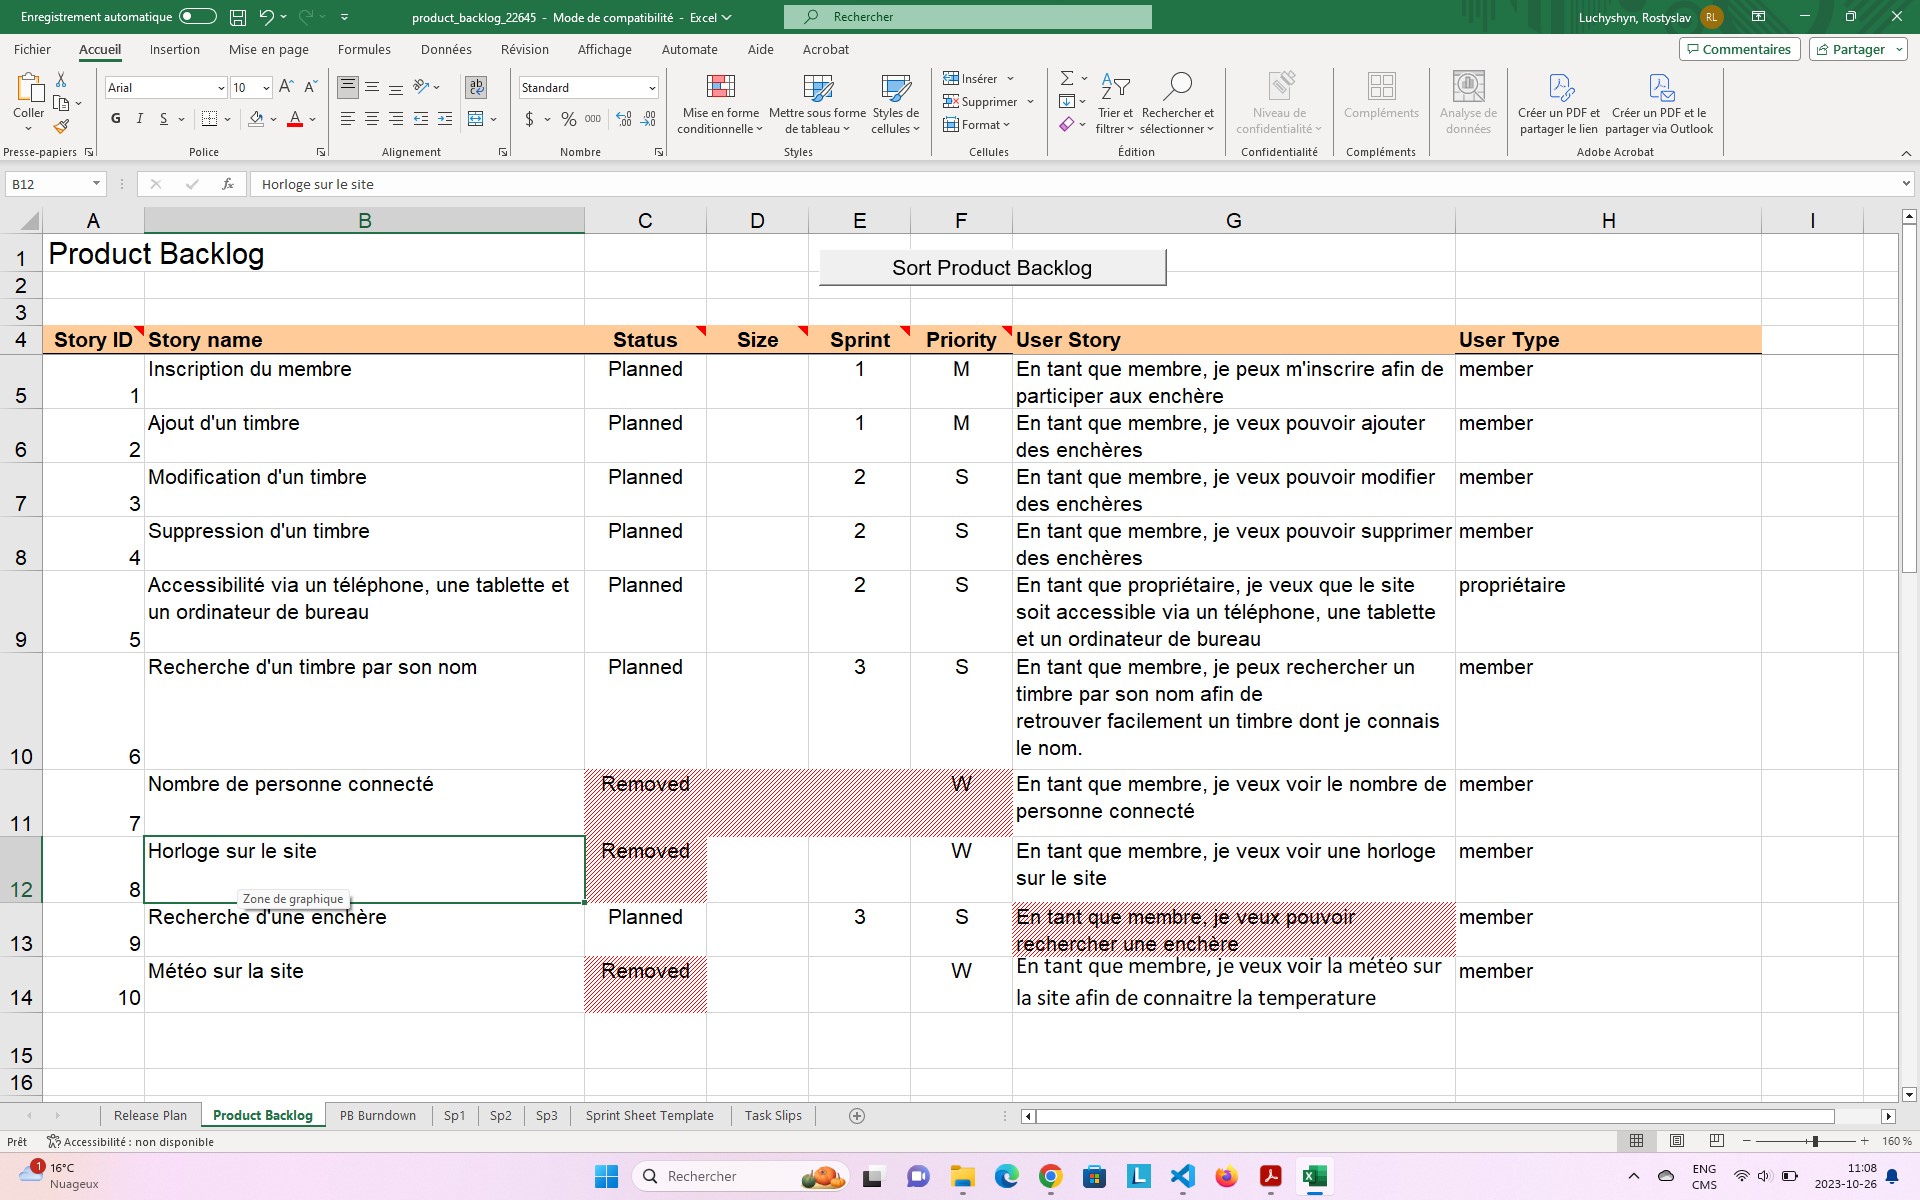 Enregistrement automatique
product_backlog_22645 - Mode de compatibilité - Excel
Rechercher
Luchyshyn, Rostyslav
RL
Fichier Accueil Insertion Mise en page Formules Données Révision Affichage Automate Aide Acrobat
Commentaires
Partager
Coller
Presse-papiers
Arial 10
G I S
Police
Alignement
Standard
$ % 000
Nombre
Mise en forme conditionnelle
Mettre sous forme de tableau
Styles de cellules
Styles
Insérer
Supprimer
Format
Cellules
Trier et filtrer
Rechercher et sélectionner
Édition
Niveau de confidentialité
Confidentialité
Compléments
Compléments
Analyse de données
Créer un PDF et partager le lien
Créer un PDF et le partager via Outlook
Adobe Acrobat
B12
fx
Horloge sur le site
A B C D E F G H I
1 Product Backlog
Sort Product Backlog
2
3
4 Story ID Story name Status Size Sprint Priority User Story User Type
5 1 Inscription du membre Planned 1 M En tant que membre, je peux m'inscrire afin de member
participer aux enchère
6 2 Ajout d'un timbre Planned 1 M En tant que membre, je veux pouvoir ajouter member
des enchères
7 3 Modification d'un timbre Planned 2 S En tant que membre, je veux pouvoir modifier member
des enchères
8 4 Suppression d'un timbre Planned 2 S En tant que membre, je veux pouvoir supprimer member
des enchères
9 5 Accessibilité via un téléphone, une tablette et Planned 2 S En tant que propriétaire, je veux que le site propriétaire
un ordinateur de bureau soit accessible via un téléphone, une tablette
et un ordinateur de bureau
10 6 Recherche d'un timbre par son nom Planned 3 S En tant que membre, je peux rechercher un member
timbre par son nom afin de
retrouver facilement un timbre dont je connais
le nom.
11 7 Nombre de personne connecté Removed W En tant que membre, je veux voir le nombre de member
personne connecté
12 8 Horloge sur le site Removed W En tant que membre, je veux voir une horloge member
sur le site
Zone de graphique
13 9 Recherche d'une enchère Planned 3 S En tant que membre, je veux pouvoir member
rechercher une enchère
14 10 Météo sur la site Removed W En tant que membre, je veux voir la météo sur member
la site afin de connaitre la temperature
15
16
Release Plan Product Backlog PB Burndown Sp1 Sp2 Sp3 Sprint Sheet Template Task Slips
Prêt
Accessibilité : non disponible
160 %
1
16°C
Nuageux
Rechercher
ENG
CMS
11:08
2023-10-26